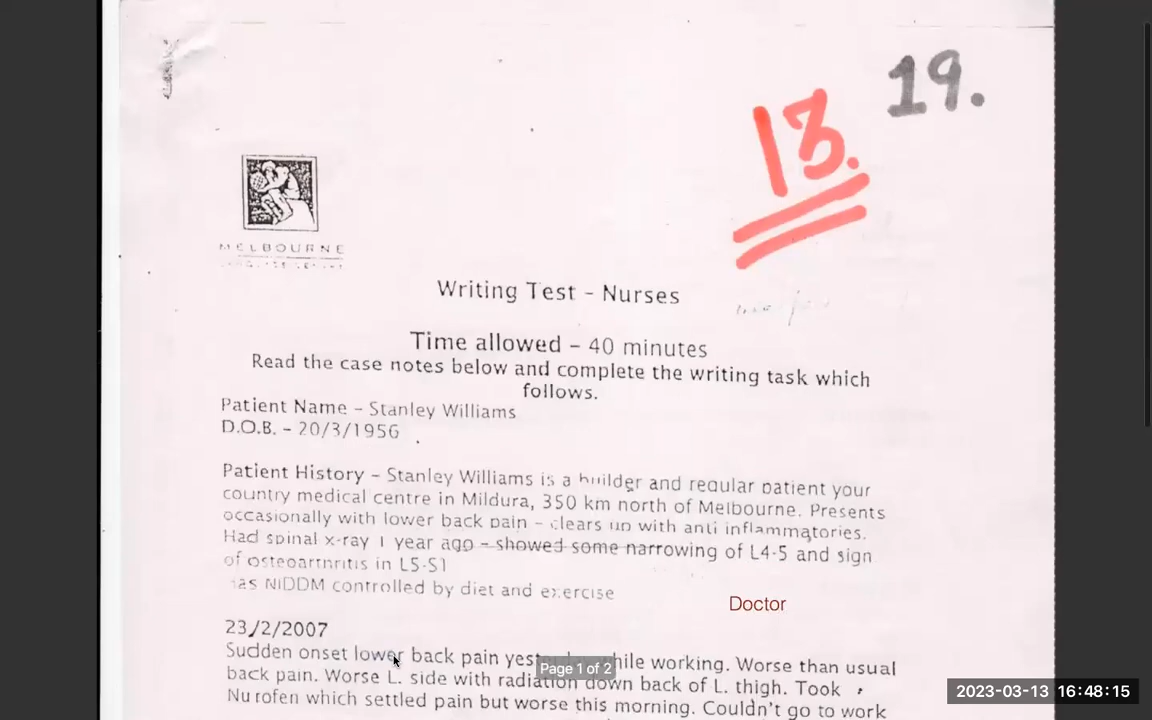 19.
13.
MELBOURNE
Writing Test - Nurses
Time allowed - 40 minutes
Read the case notes below and complete the writing task which
follows.
Patient Name - Stanley Williams
D.O.B. - 20/3/1956
Patient History - Stanley Williams is a builder and regular patient your
country medical centre in Mildura, 350 km north of Melbourne. Presents
occasionally with lower back pain - clears up with anti inflammatories.
Had spinal x-ray 1 year ago - showed some narrowing of L4-5 and sign
of osteoarthritis in L5-S1
as NIDDM controlled by diet and exercise
Doctor
23/2/2007
Sudden onset lower back pain while working. Worse than usual
back pain. Worse L. side with radiation down back of L. thigh. Took
Nurofen which settled pain but worse this morning. Couldn't go to work
Page 1 of 2
2023-03-13 16:48:15